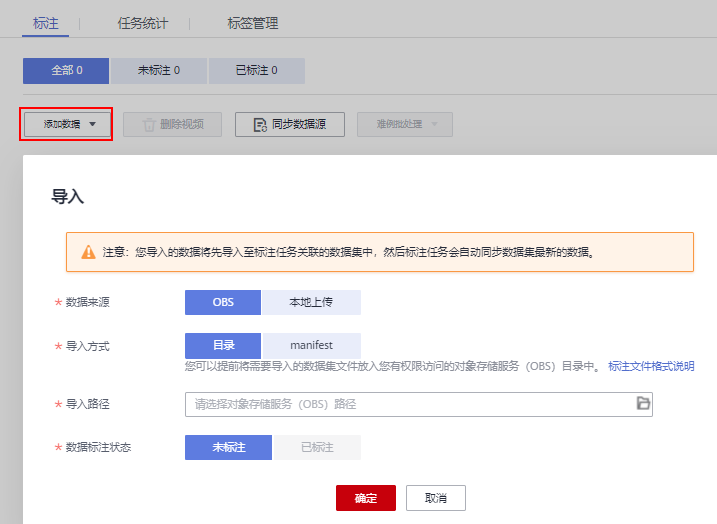 标注 任务统计 标签管理
全部 0 未标注 0 已标注 0
添加数据 删除视频 同步数据源 难例批处理
导入
注意：您导入的数据将先导入至标注任务关联的数据集中，然后标注任务会自动同步数据集最新的数据。
* 数据来源 OBS 本地上传
* 导入方式 目录 manifest
您可以提前将需要导入的数据集文件放入您有权限访问的对象存储服务（OBS）目录中。 标注文件格式说明
* 导入路径 请选择对象存储服务（OBS）路径
* 数据标注状态 未标注 已标注
确定 取消